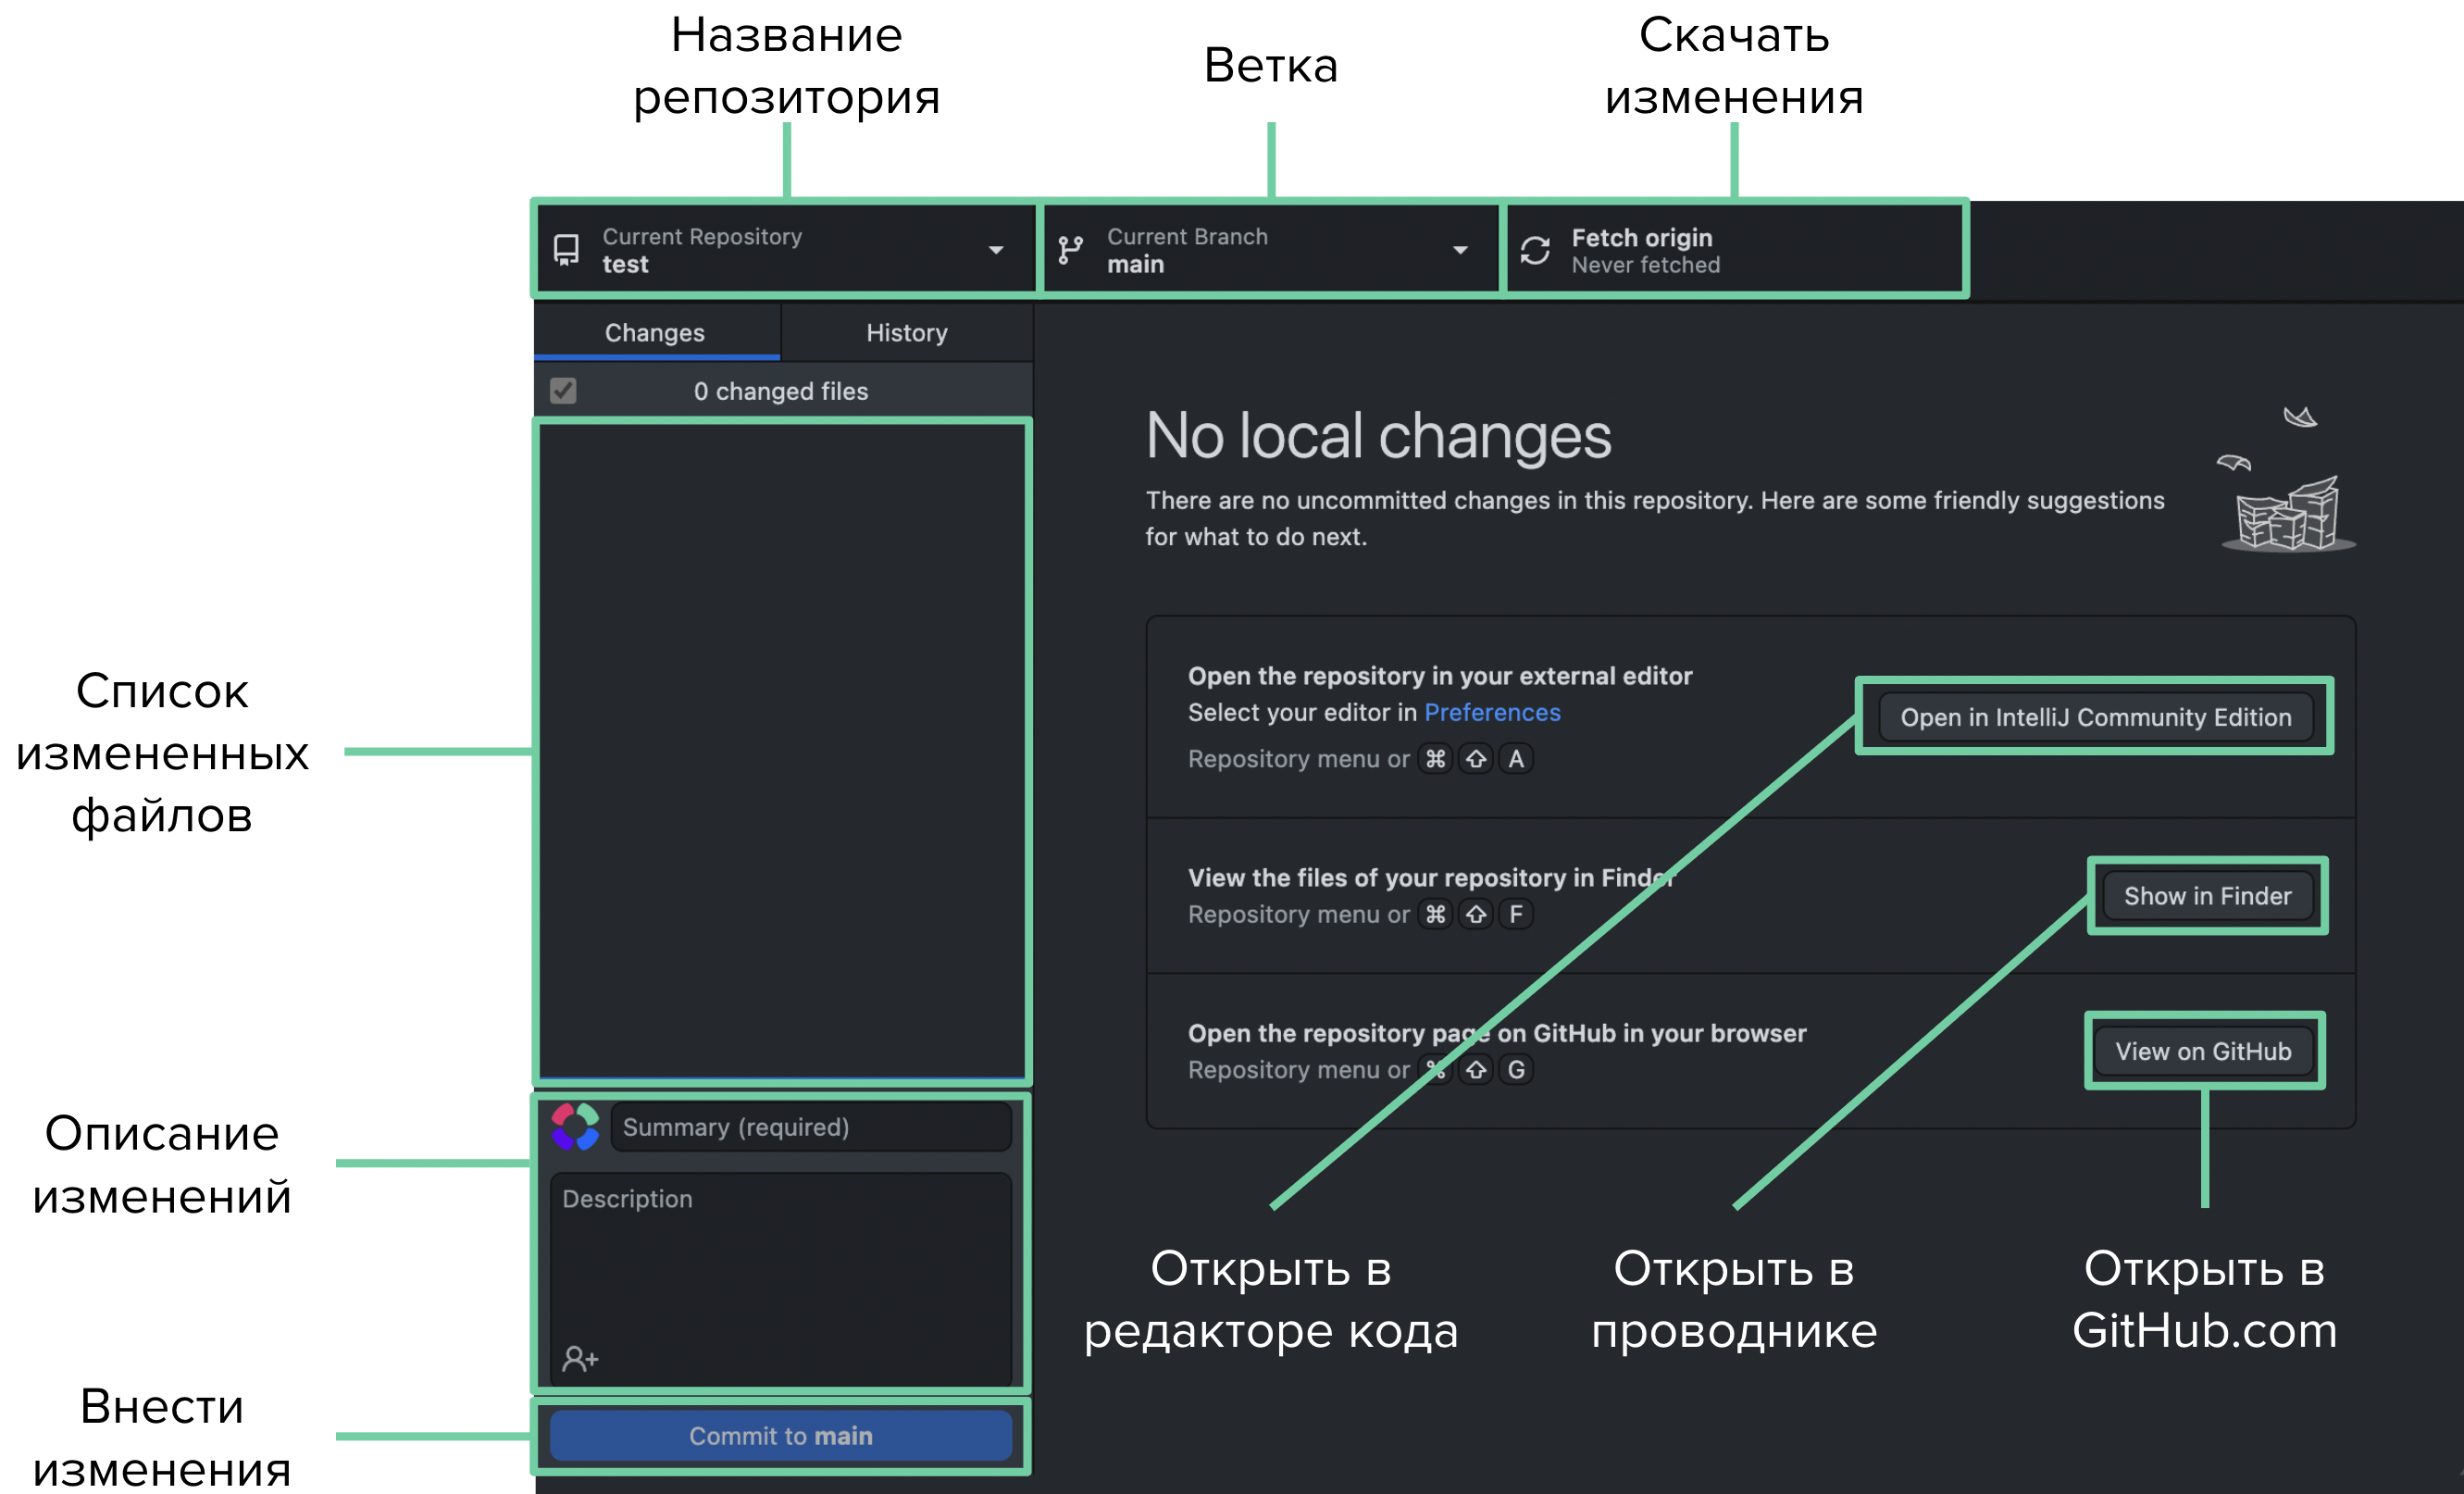 Название
репозитория
Ветка
Скачать
изменения
Current Repository
test
Current Branch
main
Fetch origin
Never fetched
Changes
History
0 changed files
No local changes
There are no uncommitted changes in this repository. Here are some friendly suggestions
for what to do next.
Список
измененных
файлов
Open the repository in your external editor
Select your editor in Preferences
Repository menu or ⌘ ⇧ A
Open in IntelliJ Community Edition
View the files of your repository in Finder
Repository menu or ⌘ ⇧ F
Show in Finder
Open the repository page on GitHub in your browser
Repository menu or ⌘ ⇧ G
View on GitHub
Описание
изменений
Summary (required)
Description
Открыть в
редакторе кода
Открыть в
проводнике
Открыть в
GitHub.com
Внести
изменения
Commit to main